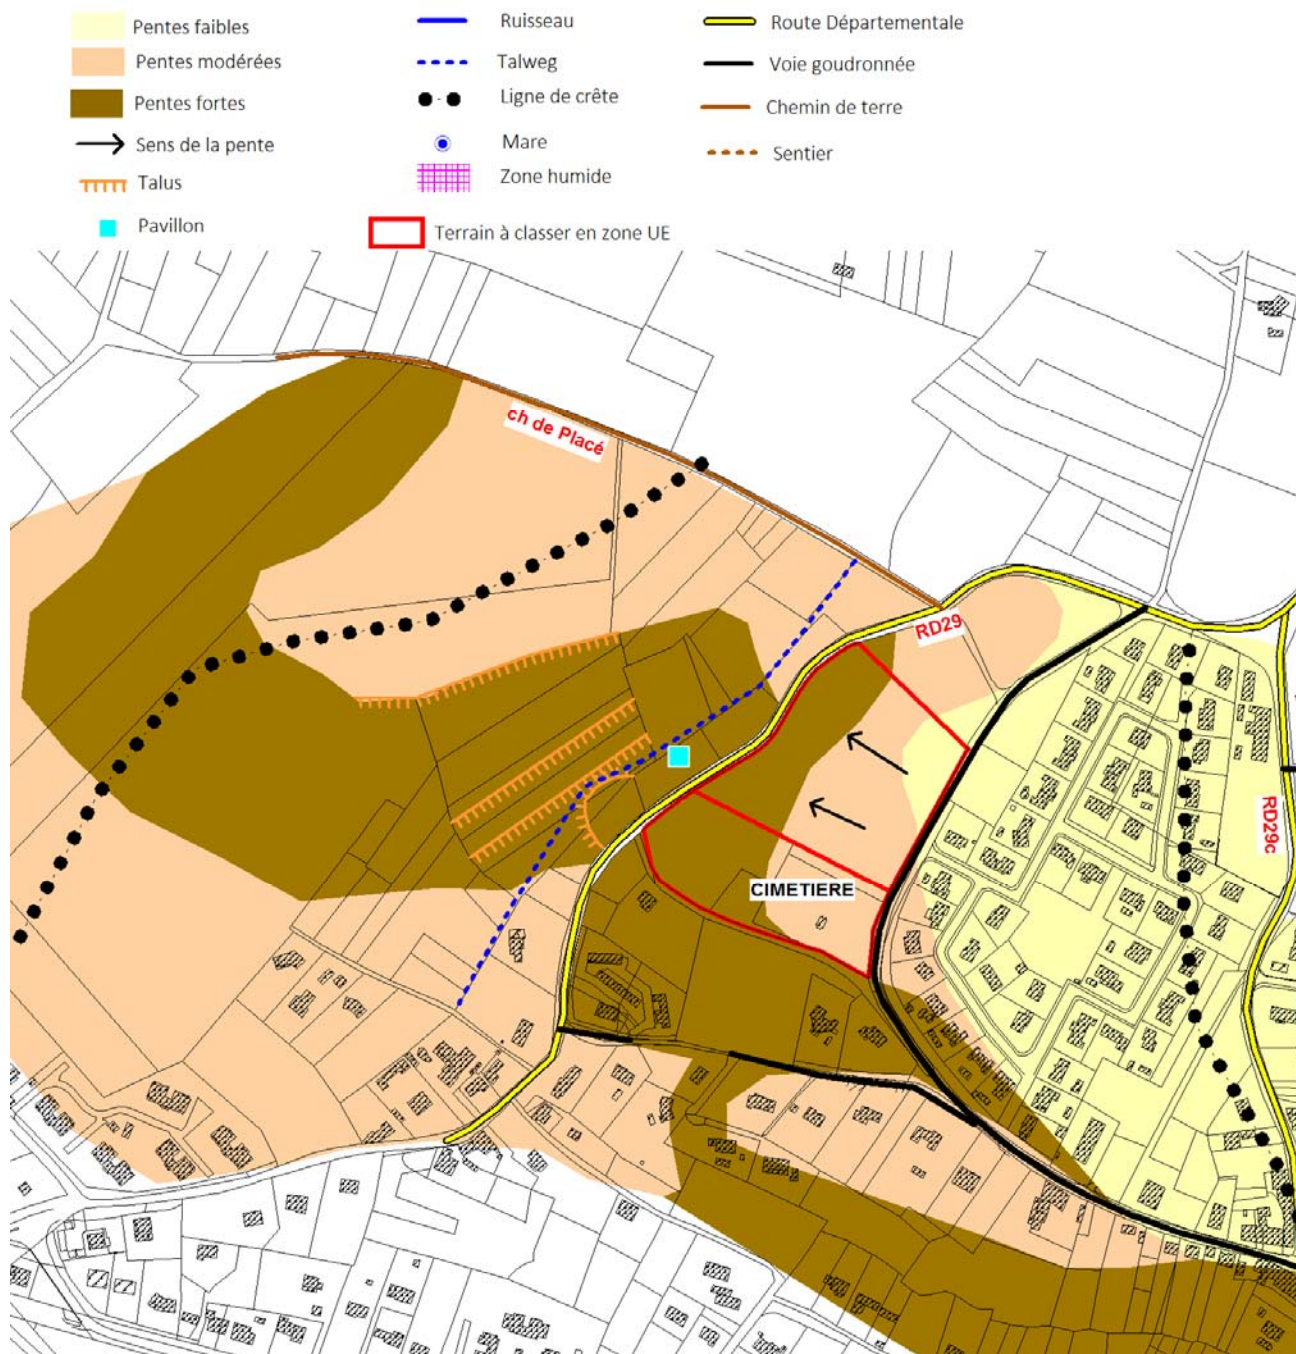 Pentes faibles
Pentes modérées
Pentes fortes
Sens de la pente
Talus
Pavillon
Ruisseau
Talweg
Ligne de crête
Mare
Zone humide
Terrain à classer en zone UE
Route Départementale
Voie goudronnée
Chemin de terre
Sentier
ch de Placé
RD29
RD29c
CIMETIERE